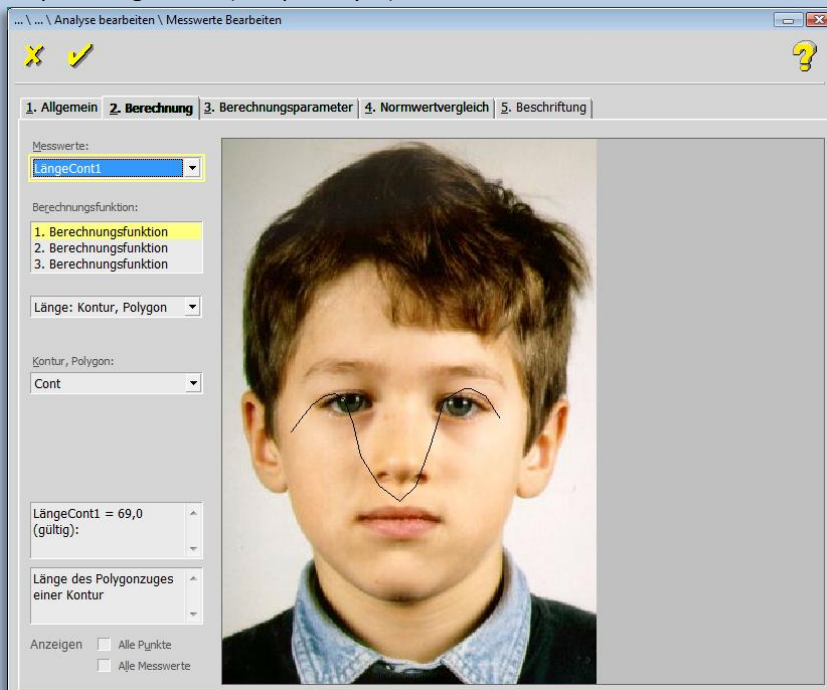 ... \ ... \ Analyse bearbeiten \ Messwerte Bearbeiten
1. Allgemein 2. Berechnung 3. Berechnungsparameter 4. Normwertvergleich 5. Beschriftung
Messwerte:
LängeCont1
Berechnungsfunktion:
1. Berechnungsfunktion
2. Berechnungsfunktion
3. Berechnungsfunktion
Länge: Kontur, Polygon
Kontur, Polygon:
Cont
LängeCont1 = 69,0
(gültig):
Länge des Polygonzuges
einer Kontur
Anzeigen Alle Punkte
Alle Messwerte